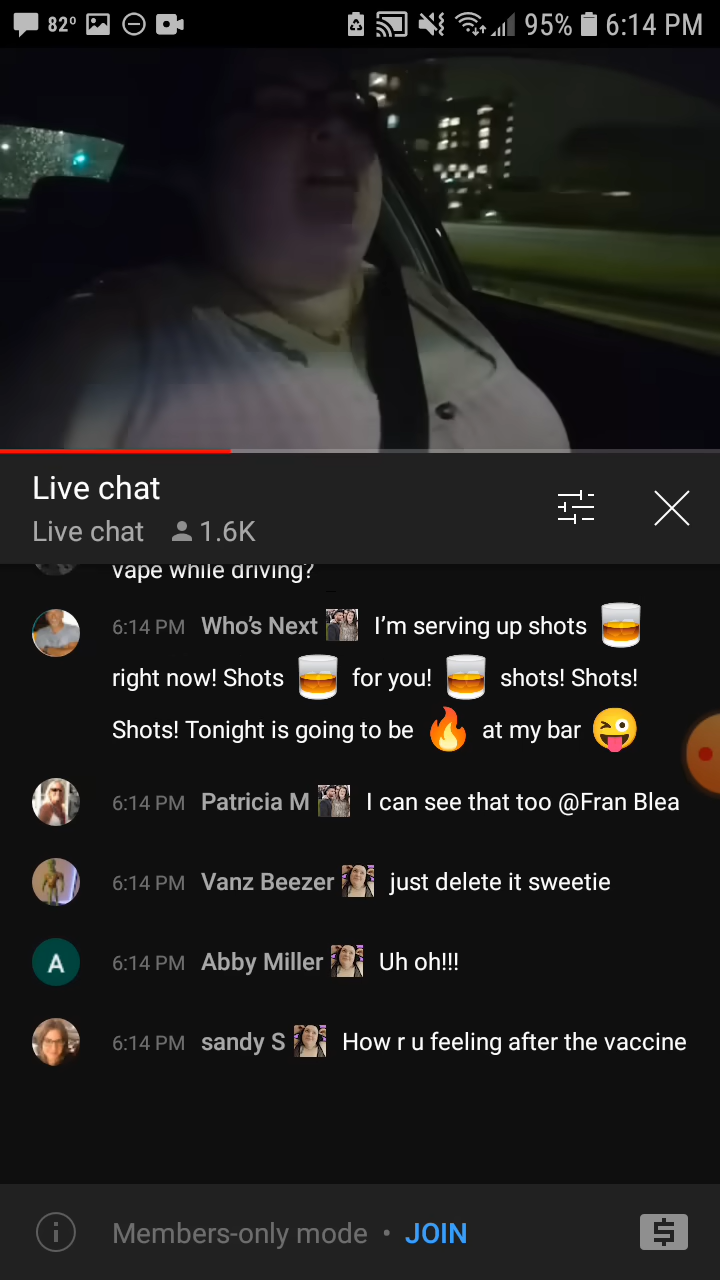 82° 95% 6:14 PM
Live chat
Live chat 1.6K
vape while driving?
6:14 PM Who’s Next I’m serving up shots 🥃
right now! Shots 🥃 for you! 🥃 shots! Shots!
Shots! Tonight is going to be 🔥 at my bar 😜
6:14 PM Patricia M I can see that too @Fran Blea
6:14 PM Vanz Beezer just delete it sweetie
A 6:14 PM Abby Miller Uh oh!!!
6:14 PM sandy S How r u feeling after the vaccine
Members-only mode • JOIN